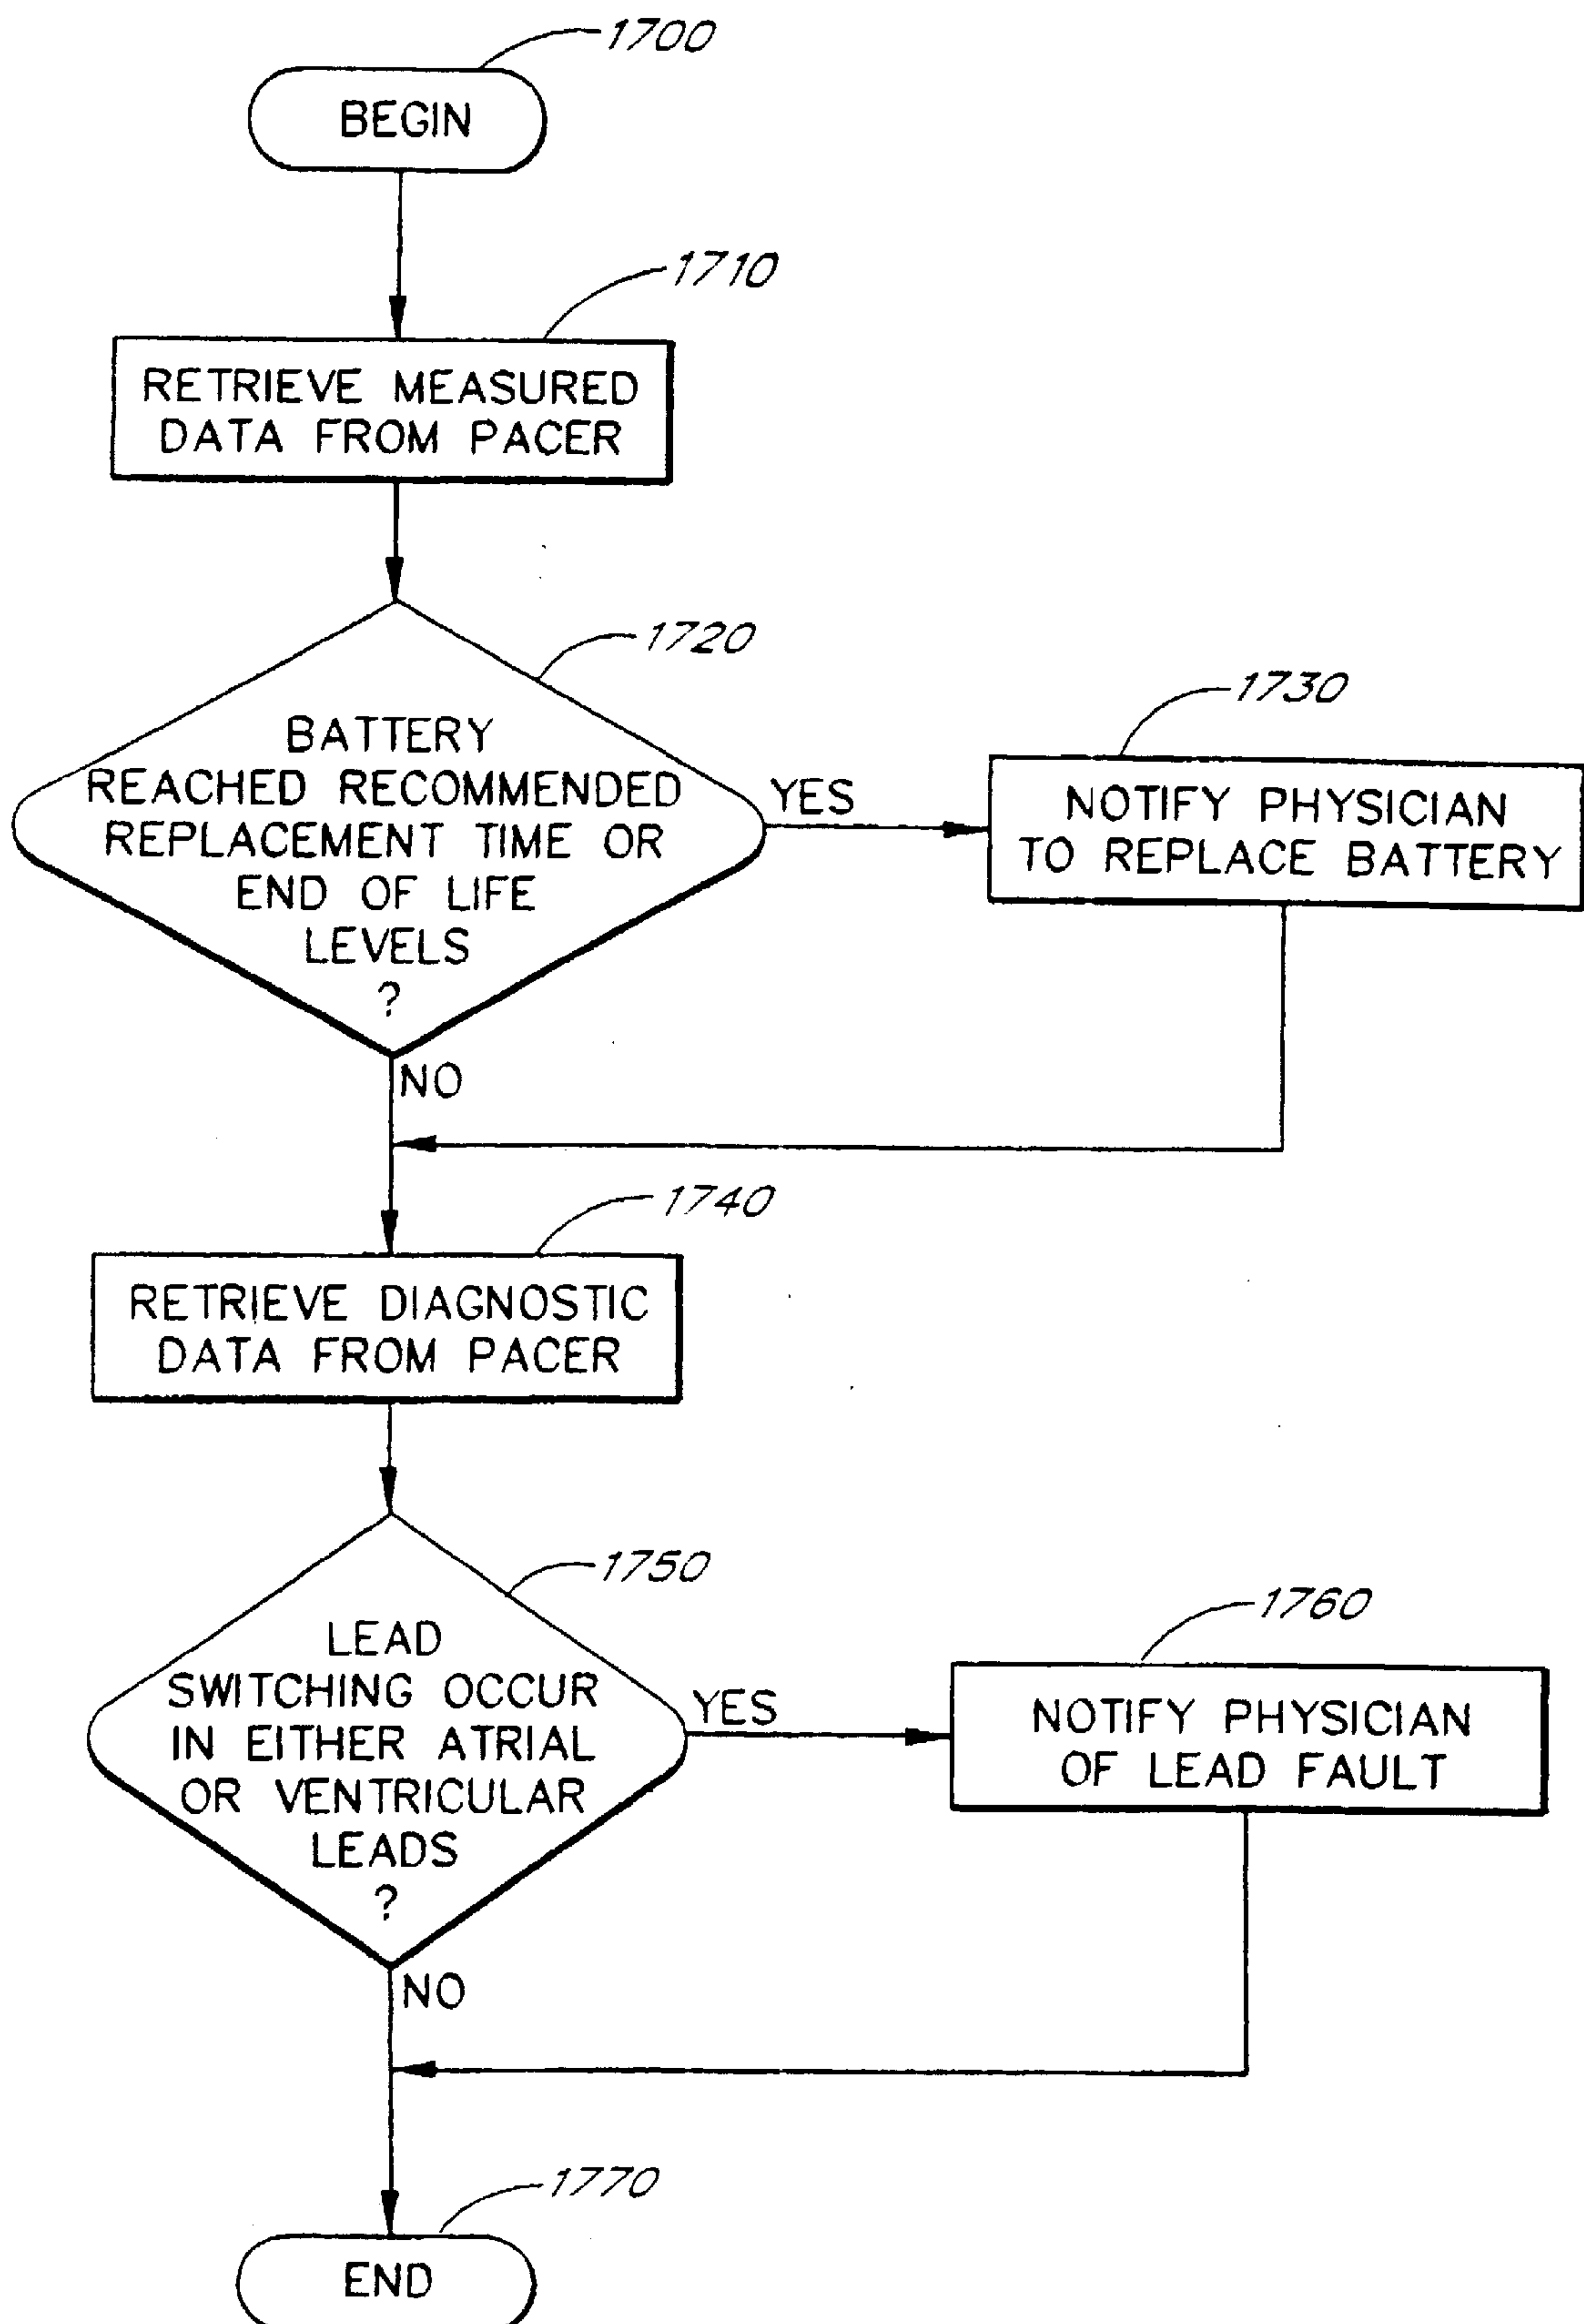 1700
BEGIN
1710
RETRIEVE MEASURED
DATA FROM PACER
1720
BATTERY
REACHED RECOMMENDED
REPLACEMENT TIME OR
END OF LIFE
LEVELS
?
YES
1730
NOTIFY PHYSICIAN
TO REPLACE BATTERY
NO
1740
RETRIEVE DIAGNOSTIC
DATA FROM PACER
1750
LEAD
SWITCHING OCCUR
IN EITHER ATRIAL
OR VENTRICULAR
LEADS
?
YES
1760
NOTIFY PHYSICIAN
OF LEAD FAULT
NO
1770
END